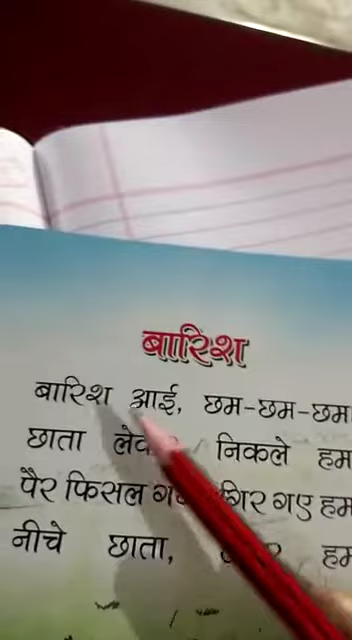 बारिश
बारिश आई, छम-छम-छम
छाता निकले हम
पैर फिसल गिर गए हम
नीचे छाता, हम